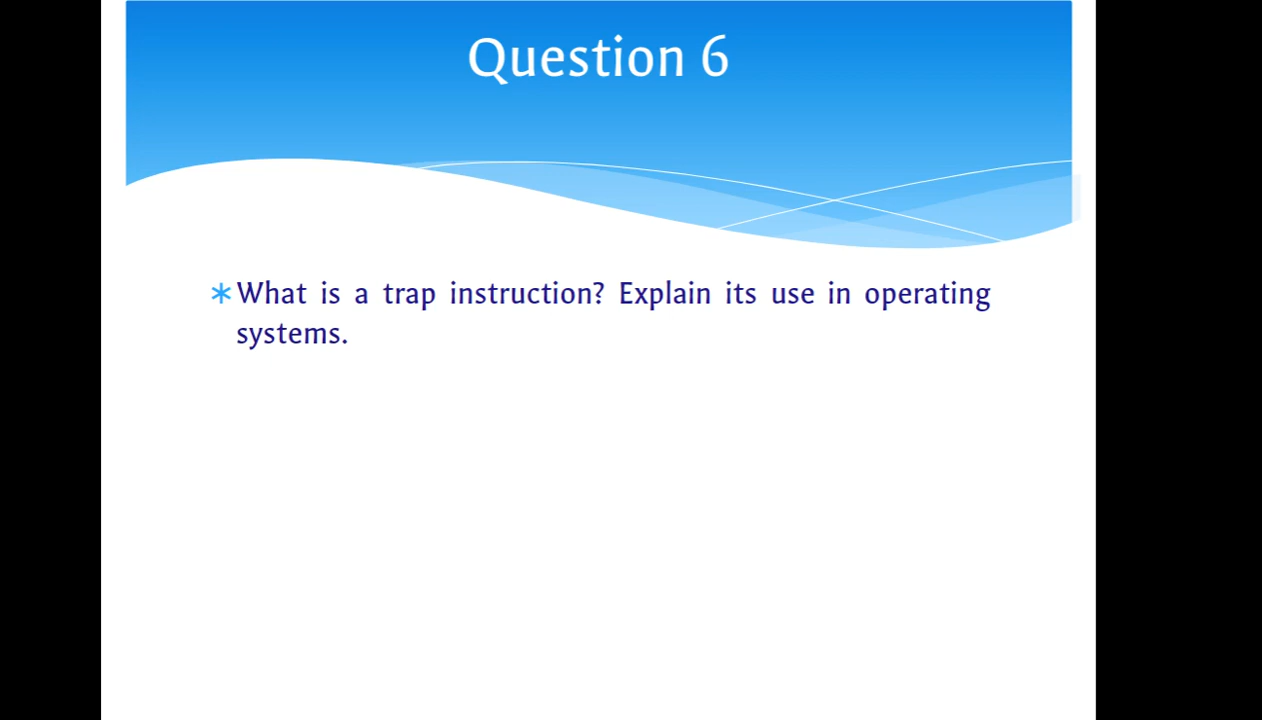 Question 6
*What is a trap instruction? Explain its use in operating
systems.